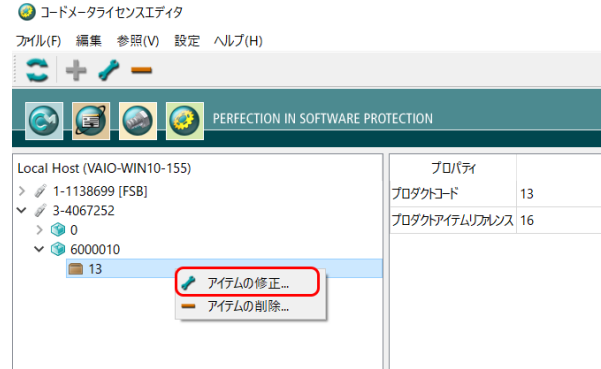 コードメータライセンスエディタ
ファイル(F) 編集 参照(V) 設定 ヘルプ(H)
PERFECTION IN SOFTWARE PROTECTION
Local Host (VAIO-WIN10-155)
1-1138699 [FSB]
3-4067252
0
6000010
13
アイテムの修正...
アイテムの削除...
プロパティ
プロダクトコード 13
プロダクトアイテムリファレンス 16